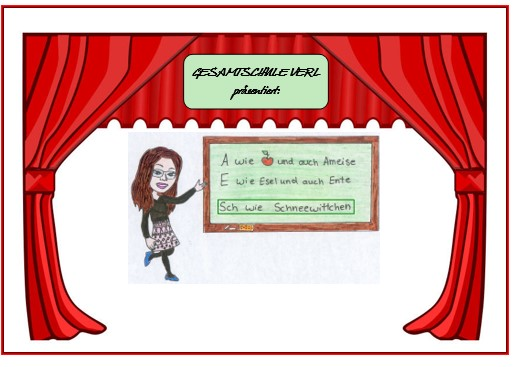 GESAMTSCHULE VERL
präsentiert:
A wie und auch Ameise
E wie Esel und auch Ente
Sch wie Schneewittchen